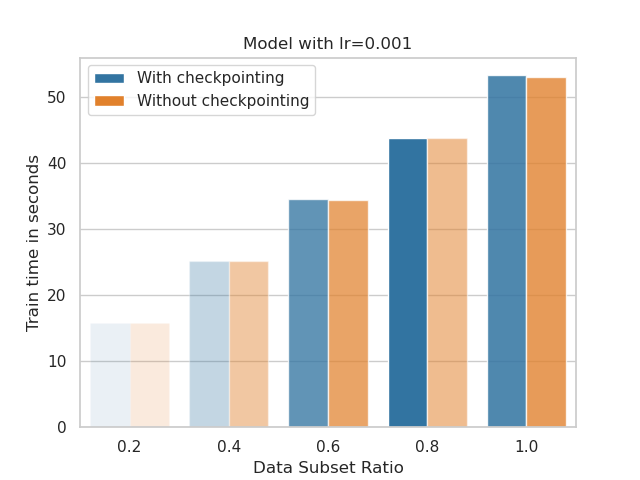 Model with lr=0.001
With checkpointing
Without checkpointing
Train time in seconds
50
40
30
20
10
0
0.2 0.4 0.6 0.8 1.0
Data Subset Ratio